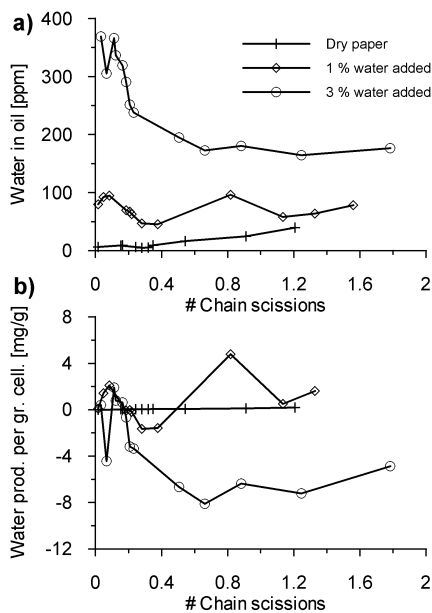 a)
Water in oil [ppm]
400
300
200
100
0
Dry paper
1 % water added
3 % water added
0 0.4 0.8 1.2 1.6 2
# Chain scissions
b)
Water prod. per gr. cell. [mg/g]
8
4
0
-4
-8
-12
0 0.4 0.8 1.2 1.6 2
# Chain scissions